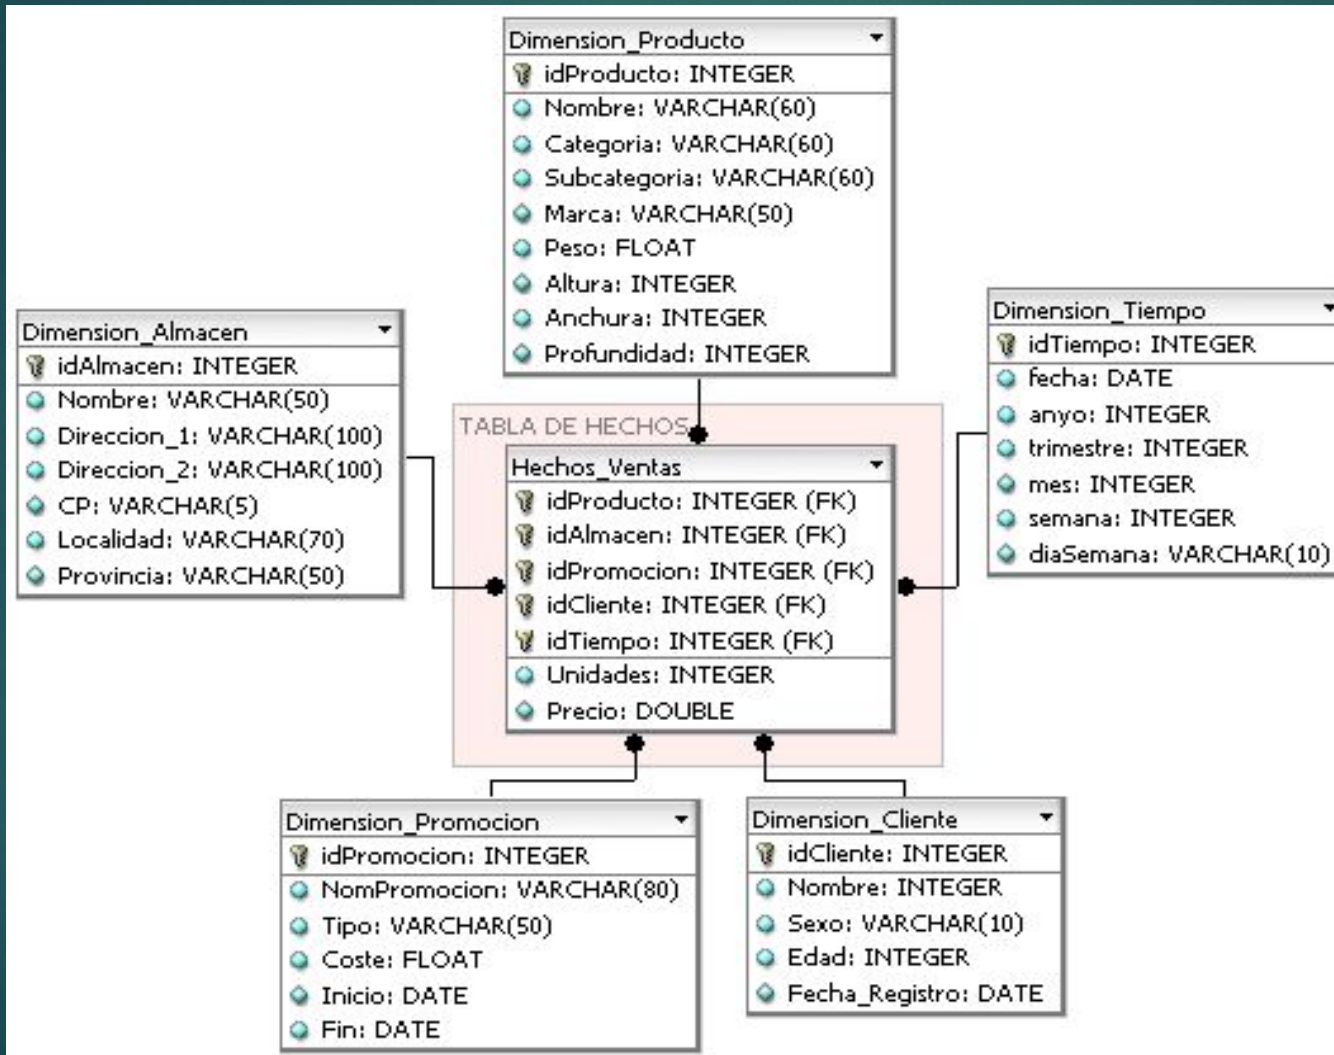 Dimension_Producto
idProducto: INTEGER
Nombre: VARCHAR(60)
Categoria: VARCHAR(60)
Subcategoria: VARCHAR(60)
Marca: VARCHAR(50)
Peso: FLOAT
Altura: INTEGER
Anchura: INTEGER
Profundidad: INTEGER
Dimension_Almacen
idAlmacen: INTEGER
Nombre: VARCHAR(50)
Direccion_1: VARCHAR(100)
Direccion_2: VARCHAR(100)
CP: VARCHAR(5)
Localidad: VARCHAR(70)
Provincia: VARCHAR(50)
TABLA DE HECHOS
Hechos_Ventas
idProducto: INTEGER (FK)
idAlmacen: INTEGER (FK)
idPromocion: INTEGER (FK)
idCliente: INTEGER (FK)
idTiempo: INTEGER (FK)
Unidades: INTEGER
Precio: DOUBLE
Dimension_Tiempo
idTiempo: INTEGER
fecha: DATE
anyo: INTEGER
trimestre: INTEGER
mes: INTEGER
semana: INTEGER
diaSemana: VARCHAR(10)
Dimension_Promocion
idPromocion: INTEGER
NomPromocion: VARCHAR(80)
Tipo: VARCHAR(50)
Coste: FLOAT
Inicio: DATE
Fin: DATE
Dimension_Cliente
idCliente: INTEGER
Nombre: INTEGER
Sexo: VARCHAR(10)
Edad: INTEGER
Fecha_Registro: DATE